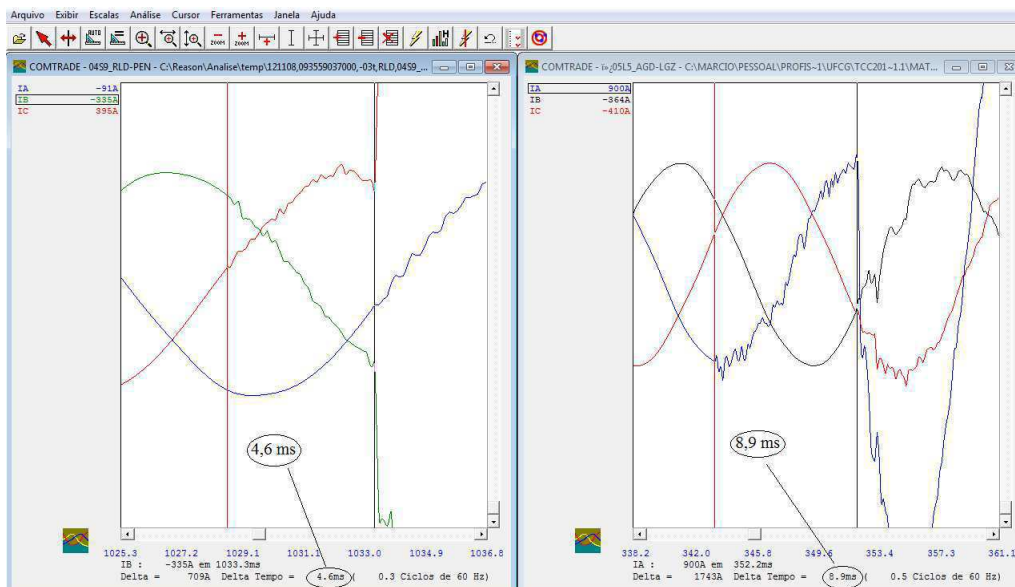 Arquivo Exibir Escalas Análise Cursor Ferramentas Janela Ajuda
AUTO
ZOOM ZOOM
COMTRADE - 04S9_RLD-PEN - C:\Reason\Analise\temp\121108,093559037000,-03t,RLD,04S9_...
IA -91A
IB -335A
IC 395A
4,6 ms
1025.3 1027.2 1029.1 1031.1 1033.0 1034.9 1036.8
IB : -335A em 1033.3ms
Delta = 709A Delta Tempo = 4.6ms( 0.3 Ciclos de 60 Hz)
COMTRADE - ï»¿05L5_AGD-LGZ - C:\MARCIO\PESSOAL\PROFIS~1\UFCG\TCC201~1.1\MAT...
IA 900A
IB -364A
IC -410A
8,9 ms
338.2 342.0 345.8 349.6 353.4 357.3 361.1
IA : 900A em 352.2ms
Delta = 1743A Delta Tempo = 8.9ms( 0.5 Ciclos de 60 Hz)